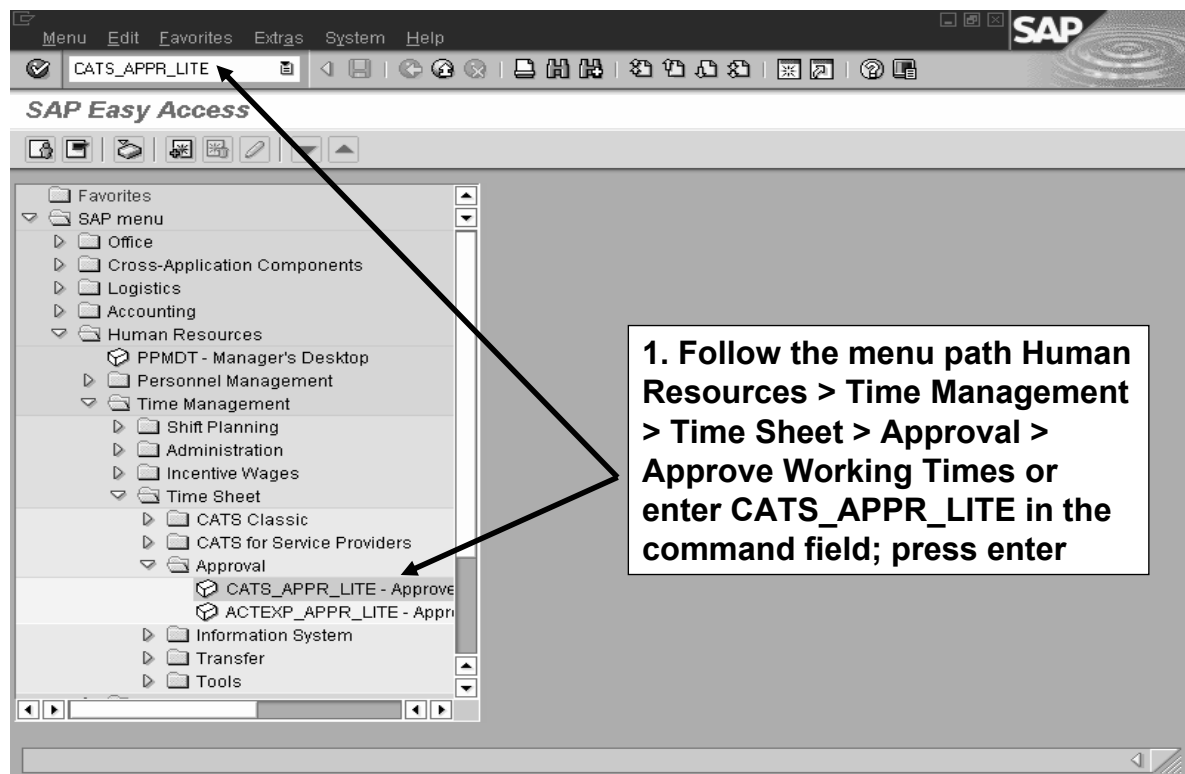 Menu Edit Favorites Extras System Help
SAP
CATS_APPR_LITE
SAP Easy Access
Favorites
SAP menu
Office
Cross-Application Components
Logistics
Accounting
Human Resources
PPMDT - Manager's Desktop
Personnel Management
Time Management
Shift Planning
Administration
Incentive Wages
Time Sheet
CATS Classic
CATS for Service Providers
Approval
CATS_APPR_LITE - Approve
ACTEXP_APPR_LITE - Appr
Information System
Transfer
Tools
1. Follow the menu path Human
Resources > Time Management
> Time Sheet > Approval >
Approve Working Times or
enter CATS_APPR_LITE in the
command field; press enter